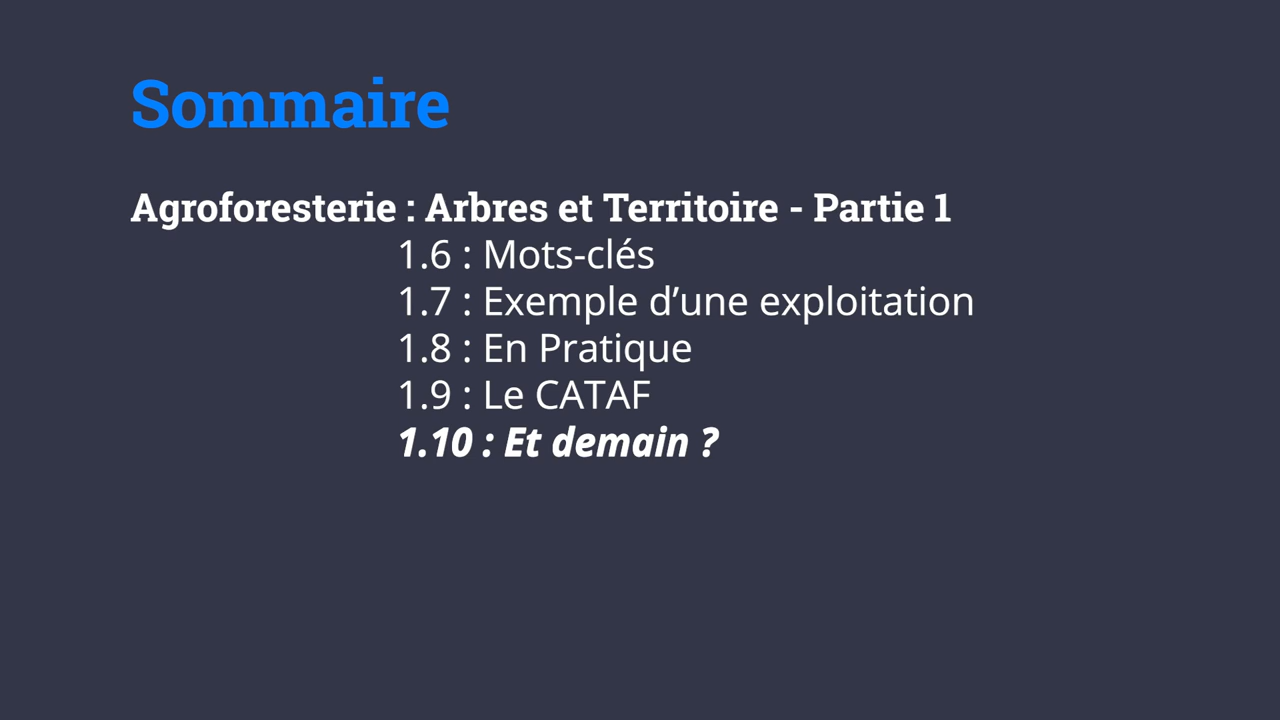 Sommaire
Agroforesterie : Arbres et Territoire - Partie 1
1.6 : Mots-clés
1.7 : Exemple d’une exploitation
1.8 : En Pratique
1.9 : Le CATAF
1.10 : Et demain ?